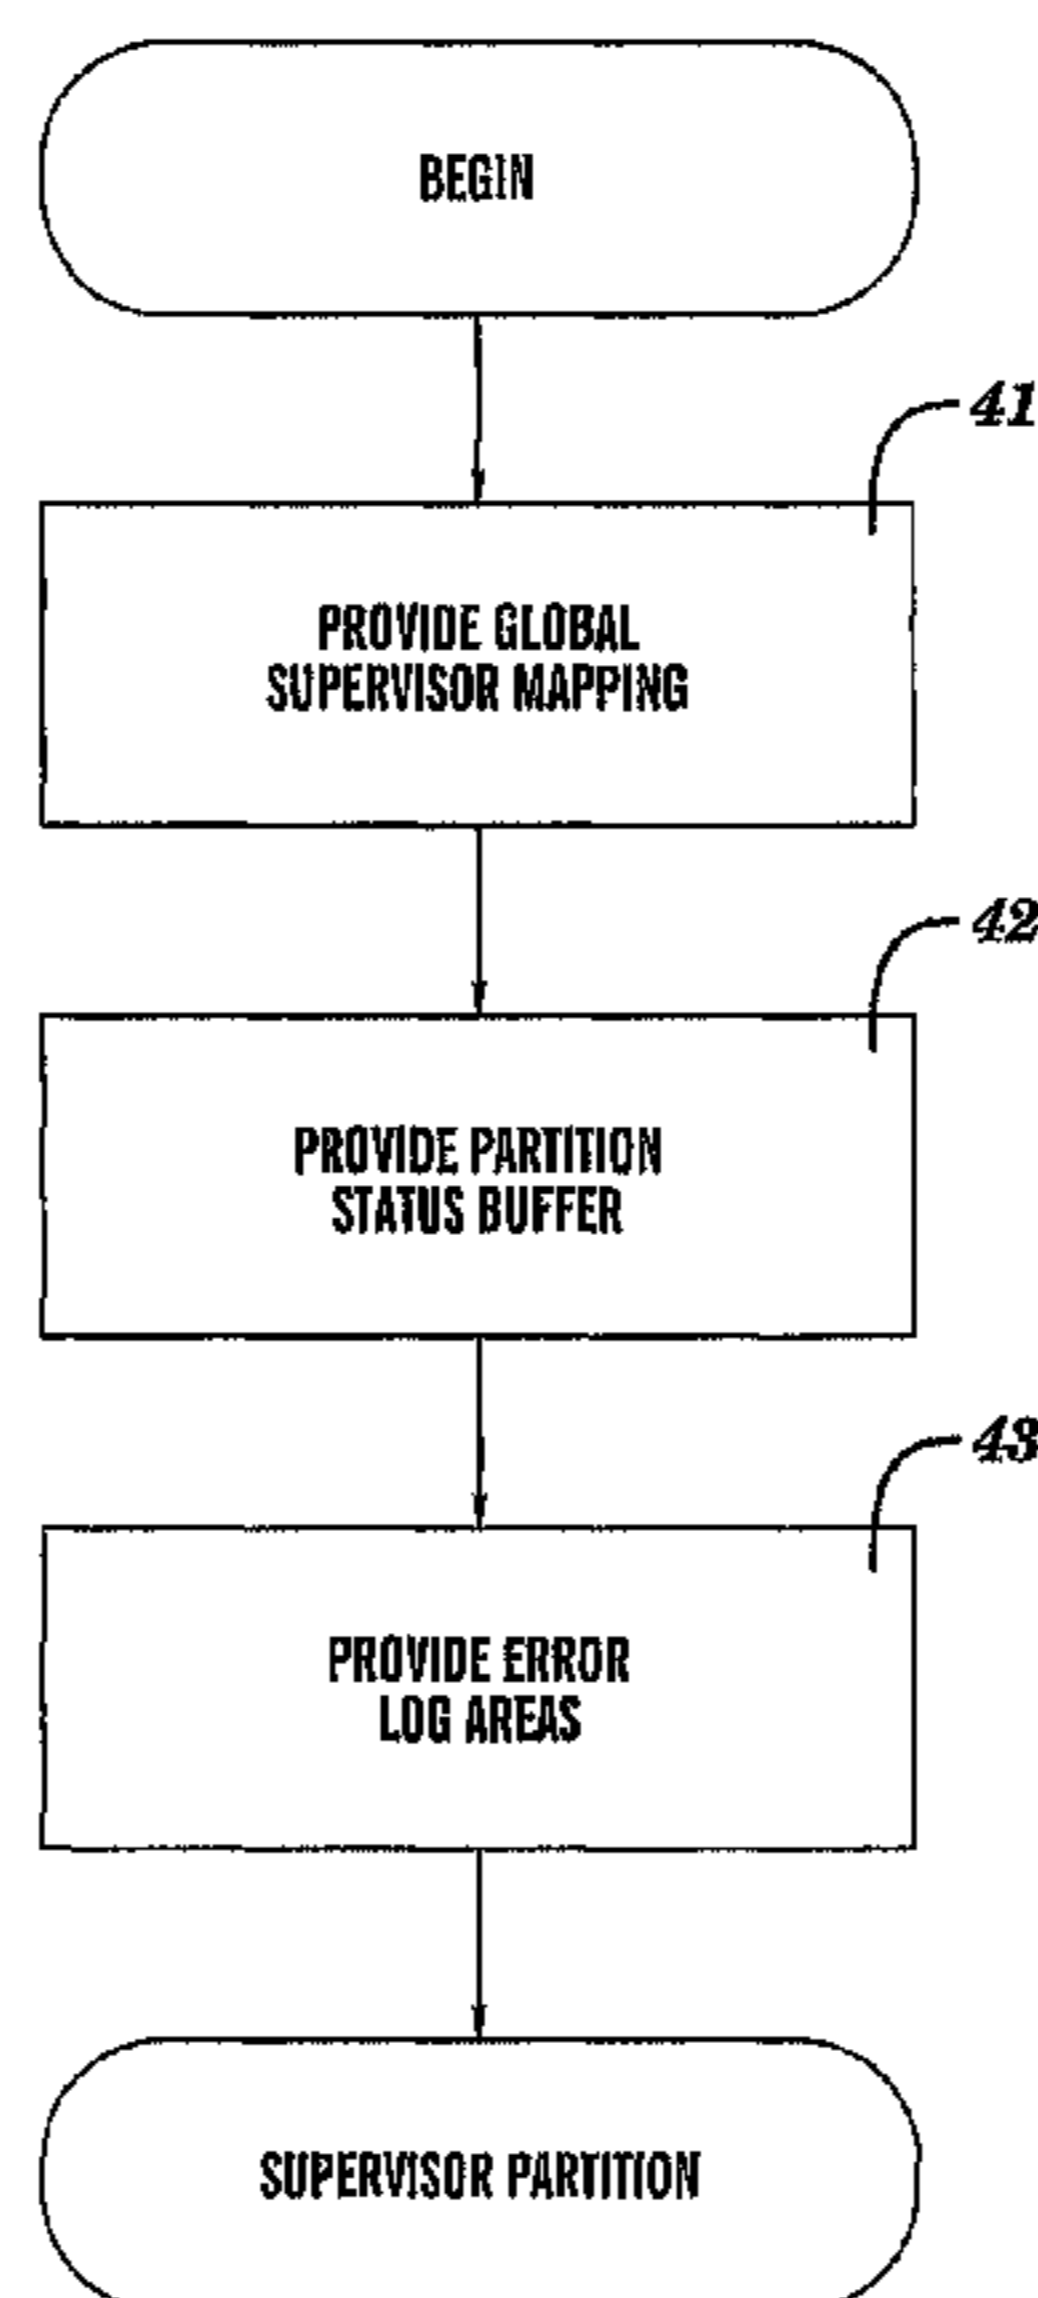 BEGIN
41
PROVIDE GLOBAL
SUPERVISOR MAPPING
42
PROVIDE PARTITION
STATUS BUFFER
43
PROVIDE ERROR
LOG AREAS
SUPERVISOR PARTITION